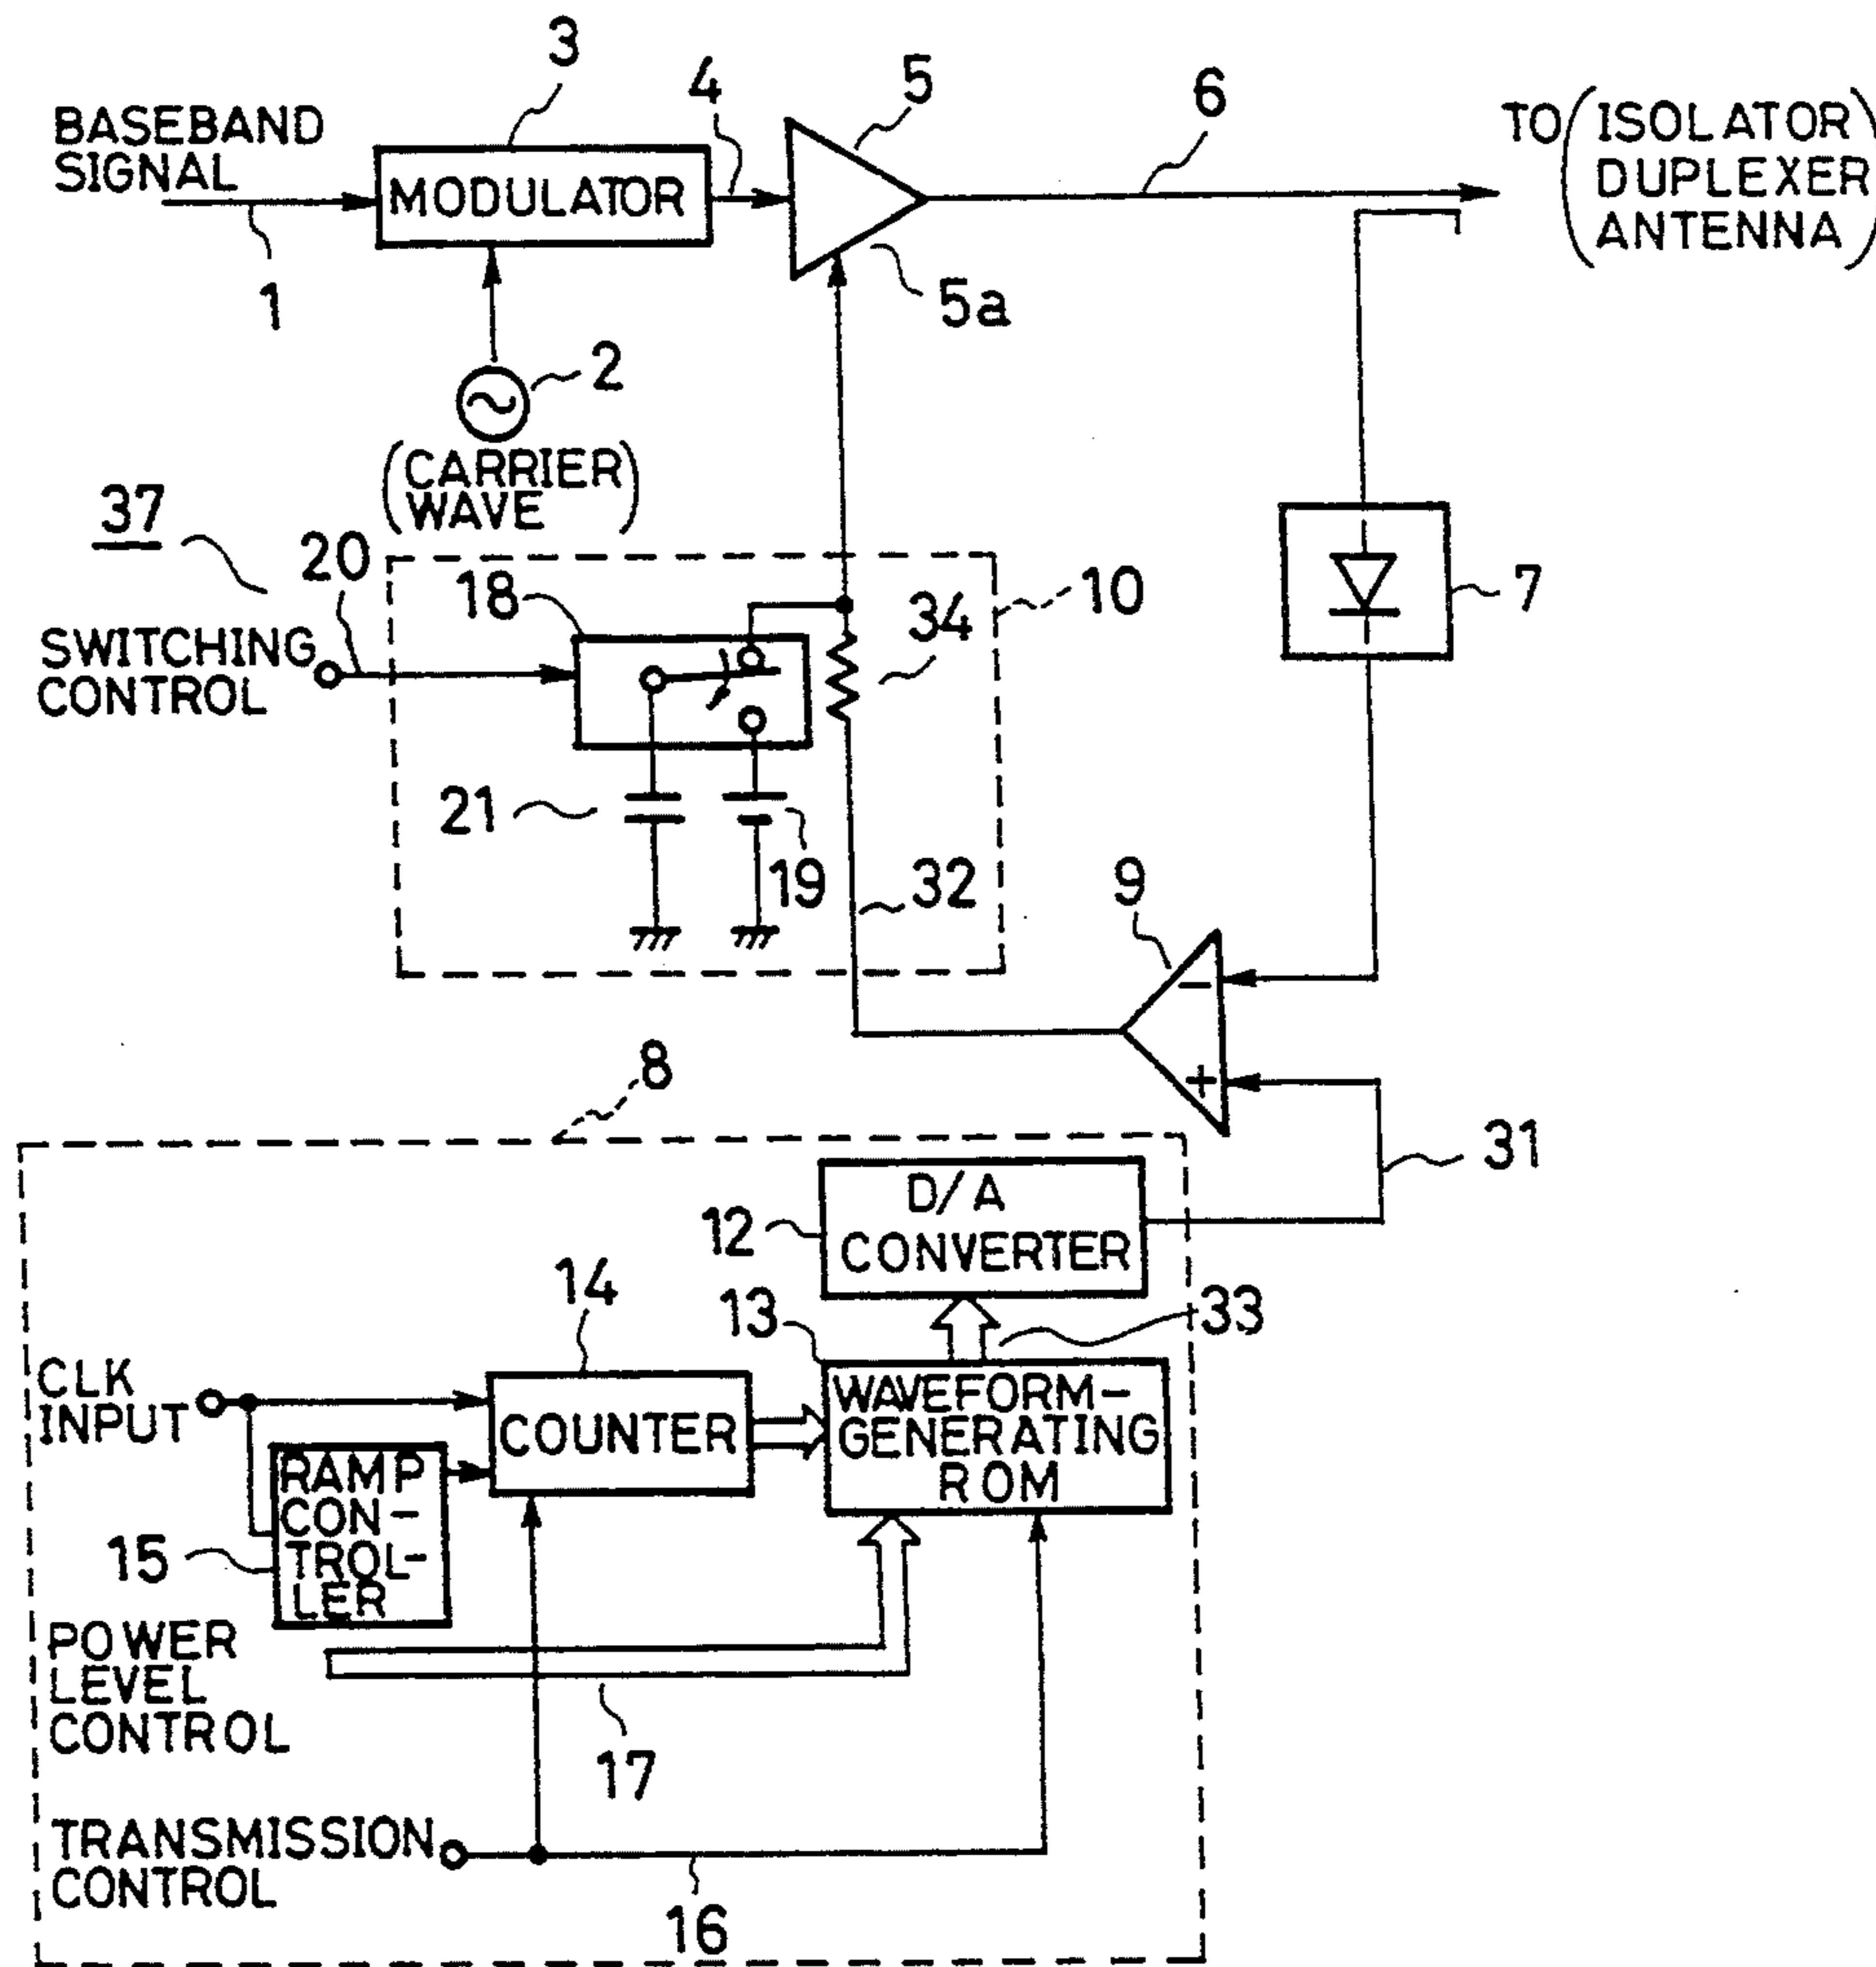 3
4
5
6
BASEBAND
SIGNAL
MODULATOR
TO (ISOLATOR
DUPLEXER
ANTENNA)
1
5a
2
(CARRIER
WAVE)
37
20
18
10
34
7
SWITCHING
CONTROL
21
19
32
9
−
+
8
31
D/A
CONVERTER
12
14
13
33
CLK
INPUT
COUNTER
WAVEFORM-
GENERATING
ROM
RAMP
CON-
TROL-
LER
15
POWER
LEVEL
CONTROL
17
TRANSMISSION
CONTROL
16